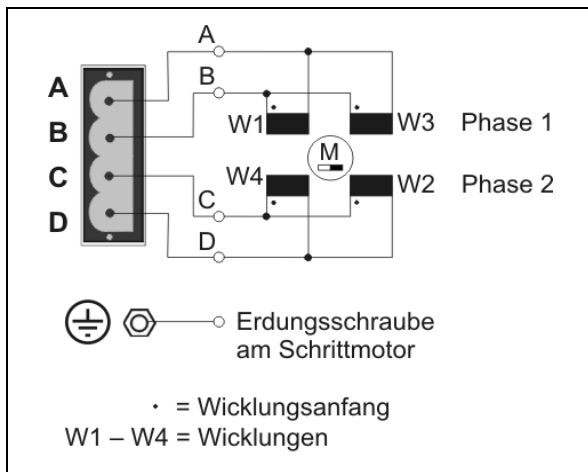 A
A
B
B
W1
W3
Phase 1
M
C
W4
W2
Phase 2
C
D
D
Erdungsschraube
am Schrittmotor
· = Wicklungsanfang
W1 – W4 = Wicklungen